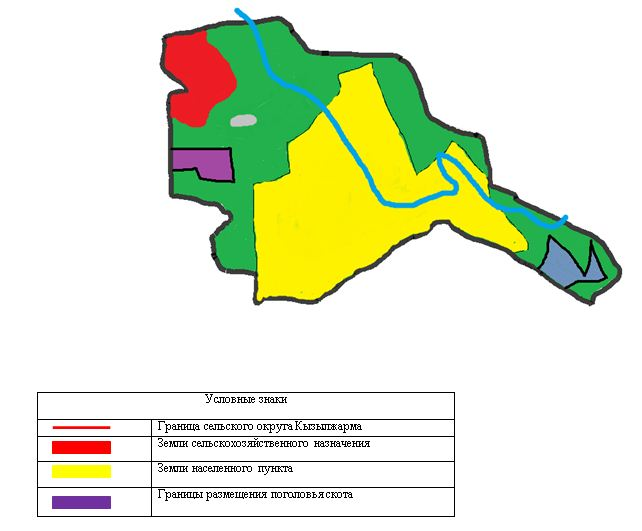 Условные знаки
Граница сельского округа Кызылжарма
Земли сельскохозяйственного назначения
Земли населенного пункта
Границы размещения поголовья скота